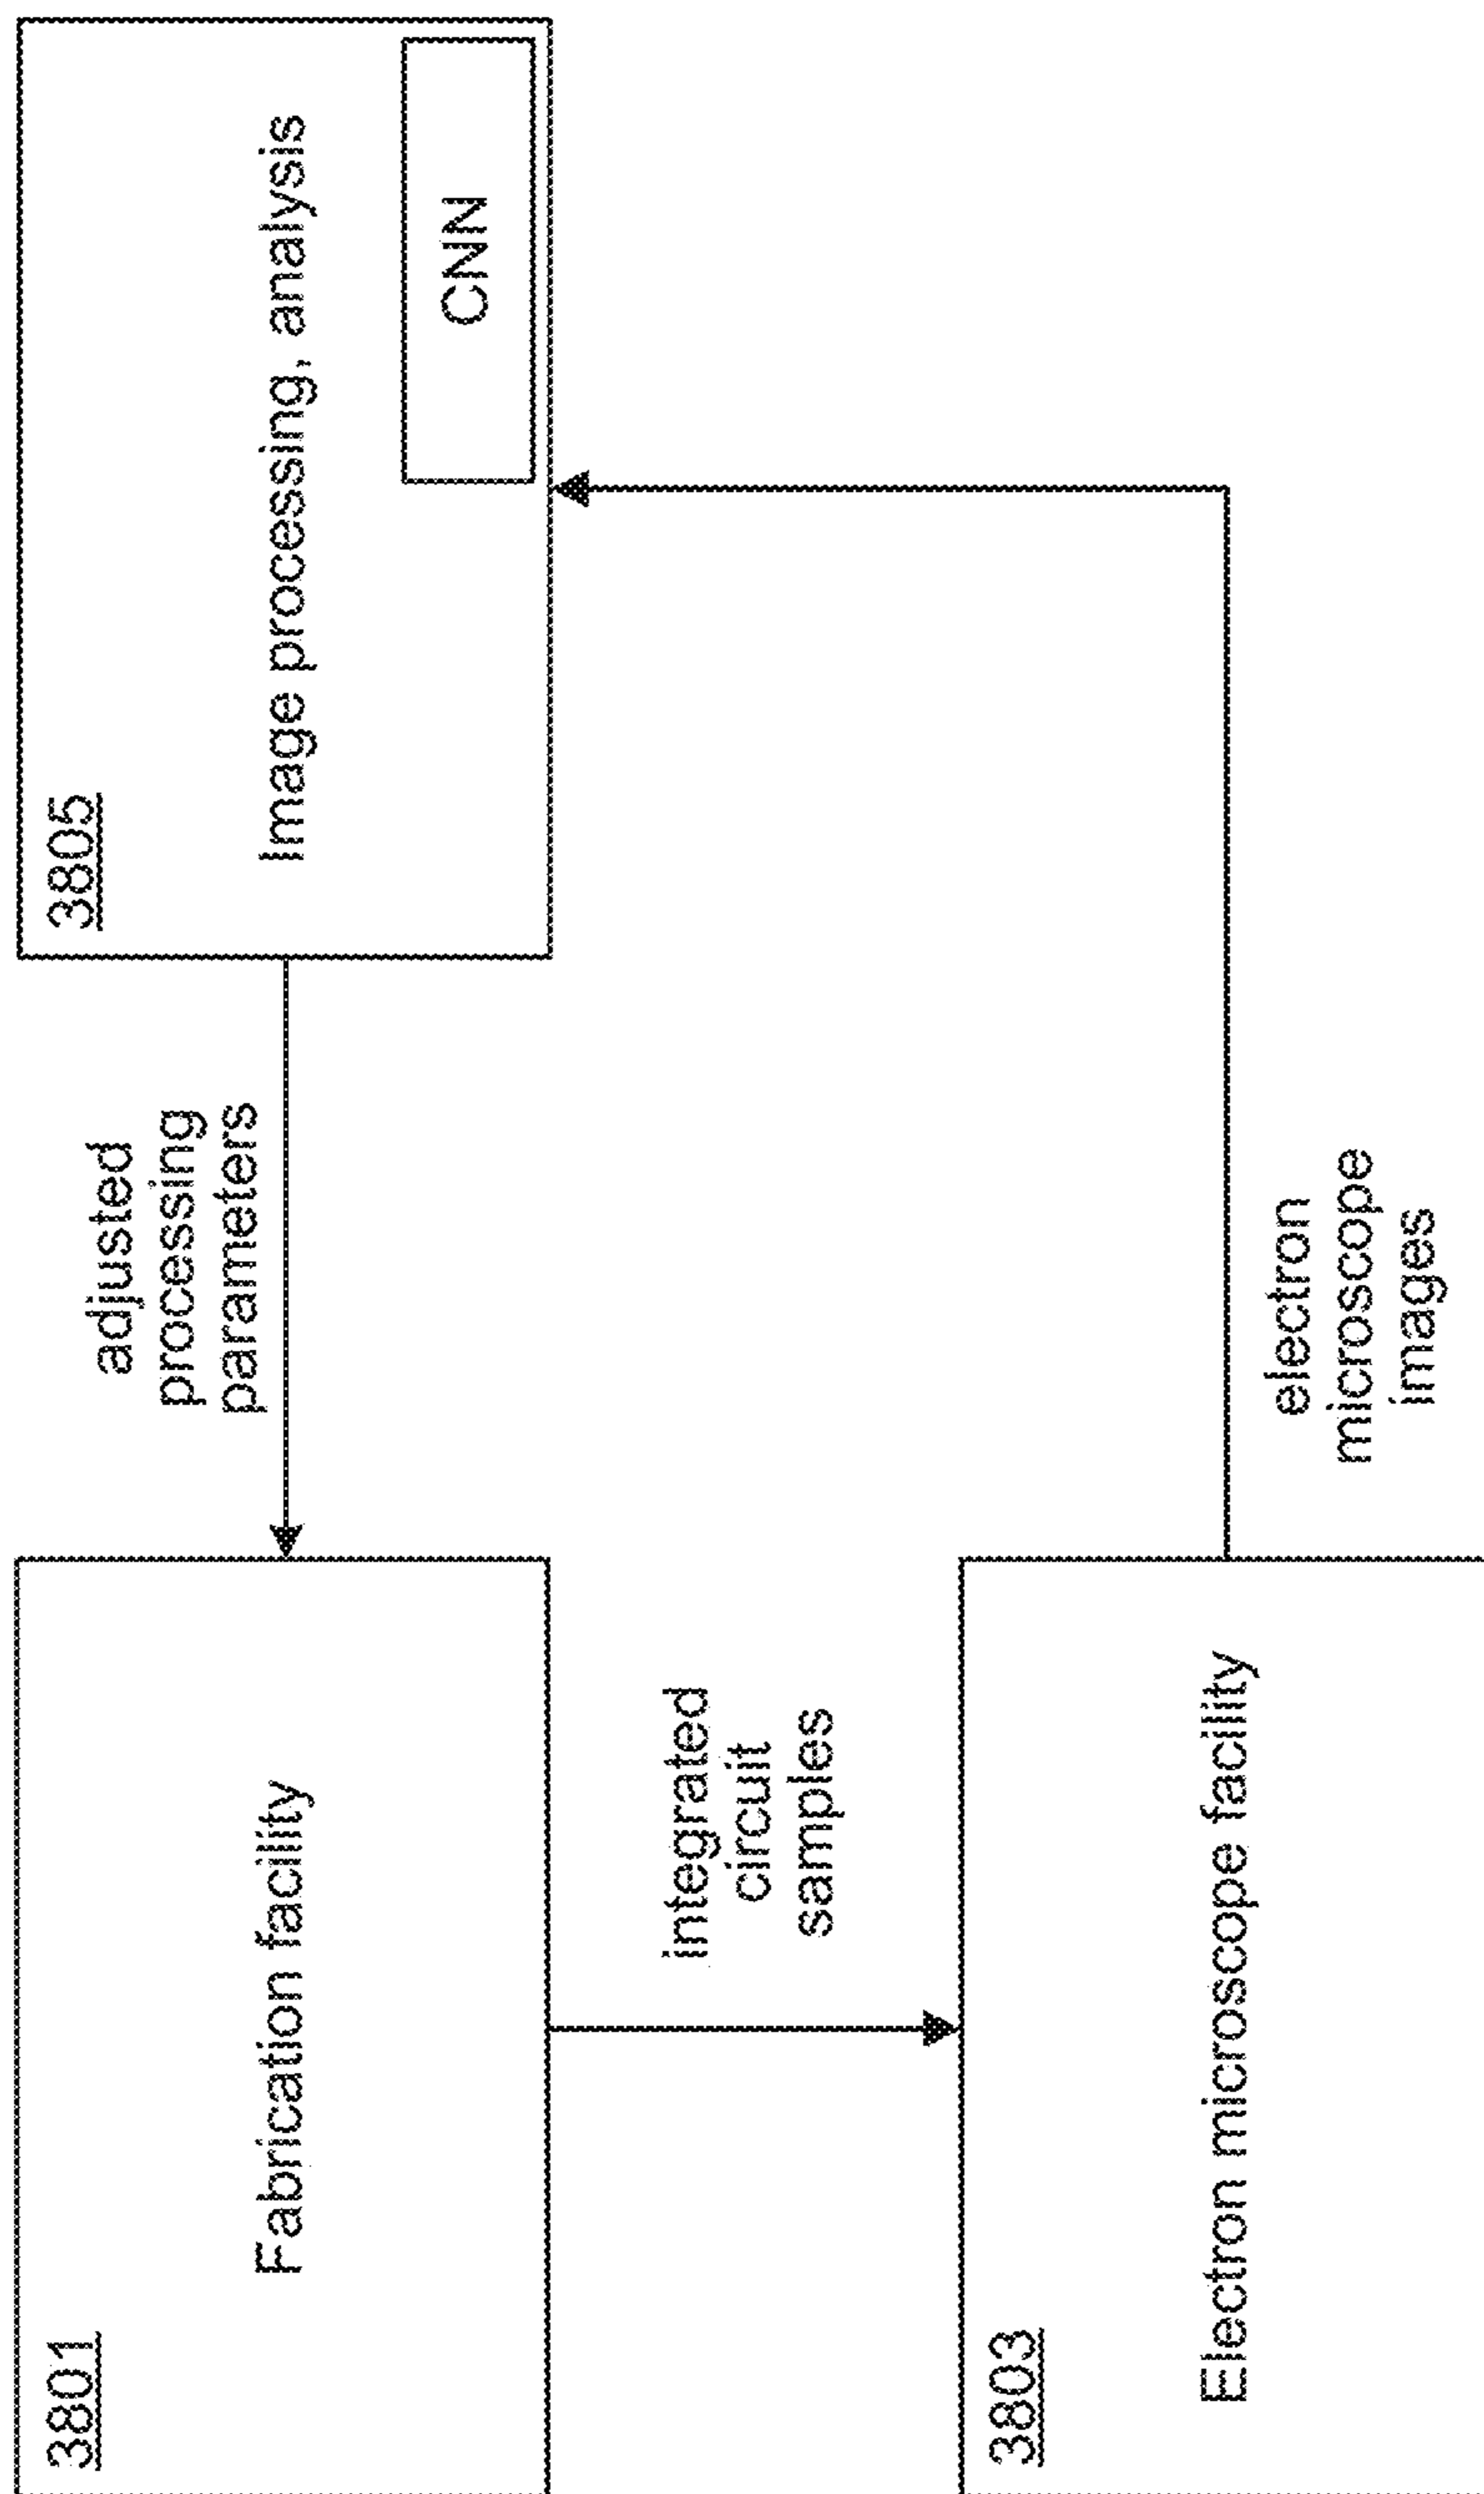 3801
Fabrication facility
adjusted
processing
parameters
3805
Image processing, analysis
CNN
integrated
circuit
samples
3803
Electron microscope facility
electron
microscope
images